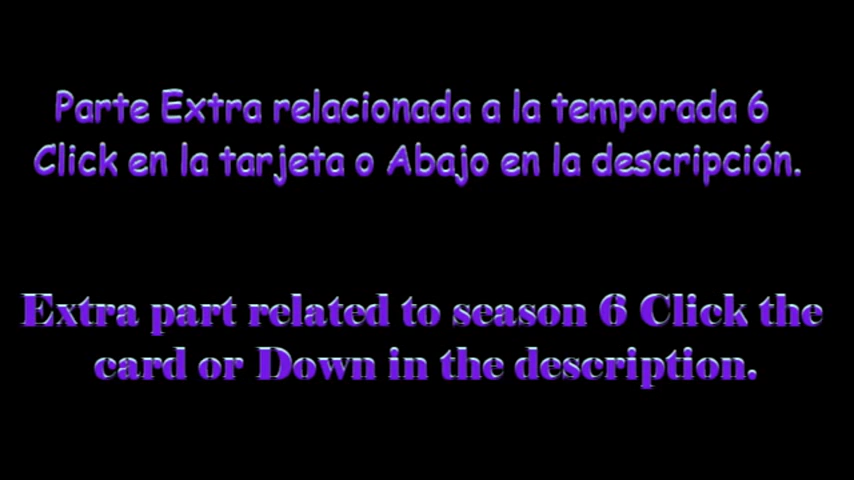 Parte Extra relacionada a la temporada 6
Click en la tarjeta o Abajo en la descripción.
Extra part related to season 6 Click the
card or Down in the description.